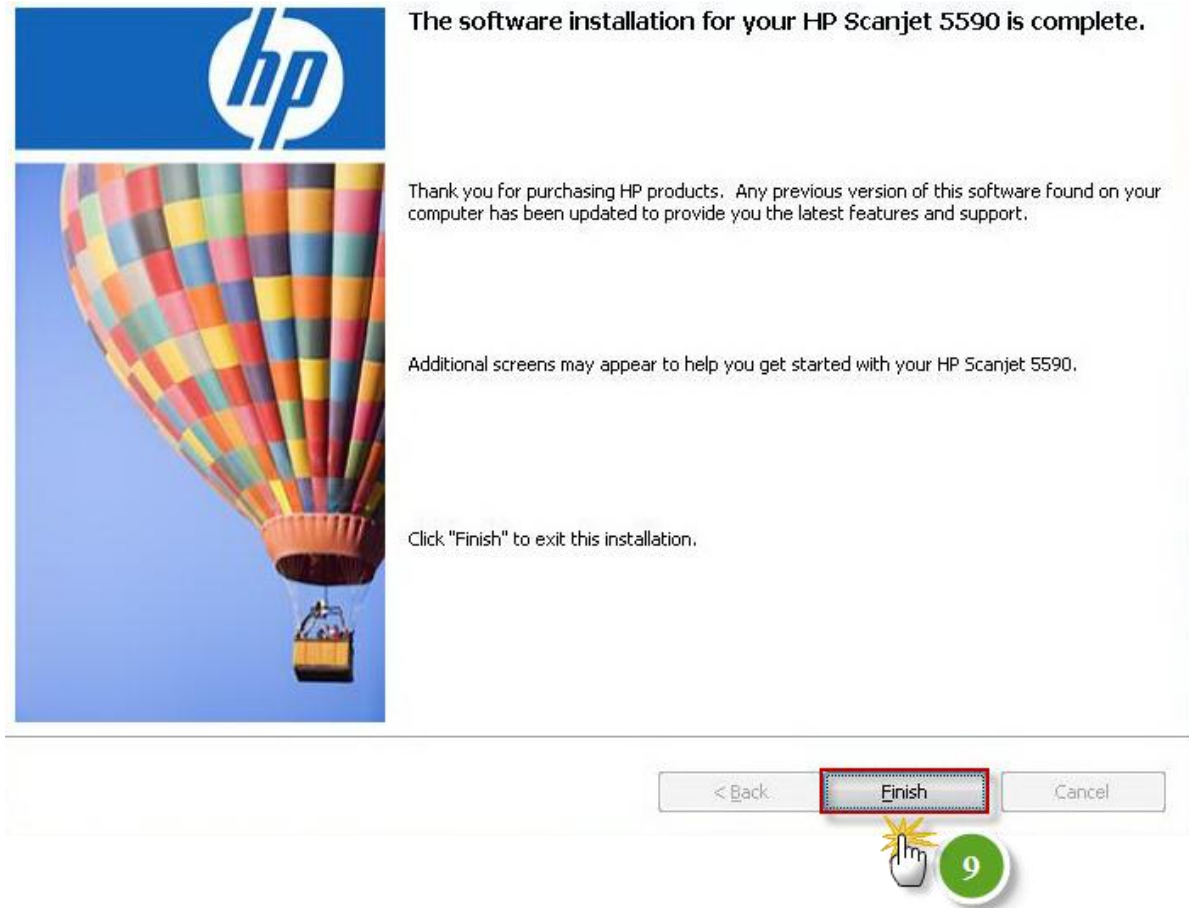 hp
The software installation for your HP Scanjet 5590 is complete.
Thank you for purchasing HP products. Any previous version of this software found on your
computer has been updated to provide you the latest features and support.
Additional screens may appear to help you get started with your HP Scanjet 5590.
Click "Finish" to exit this installation.
< Back
Finish
Cancel
9